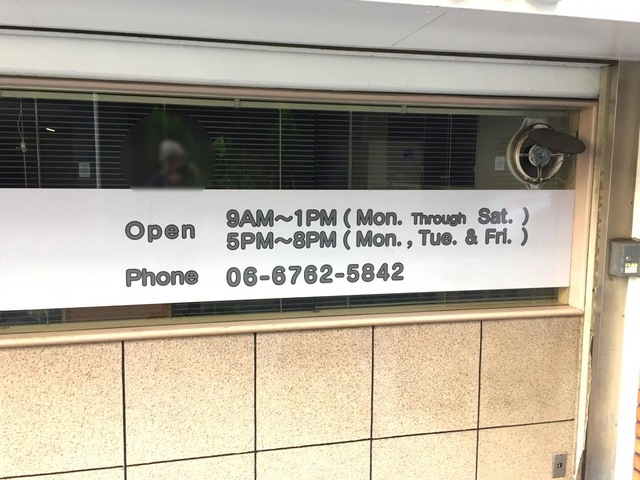 Open 9AM~1PM (Mon. Through Sat.)
5PM~8PM (Mon., Tue. & Fri.)
Phone 06-6762-5842